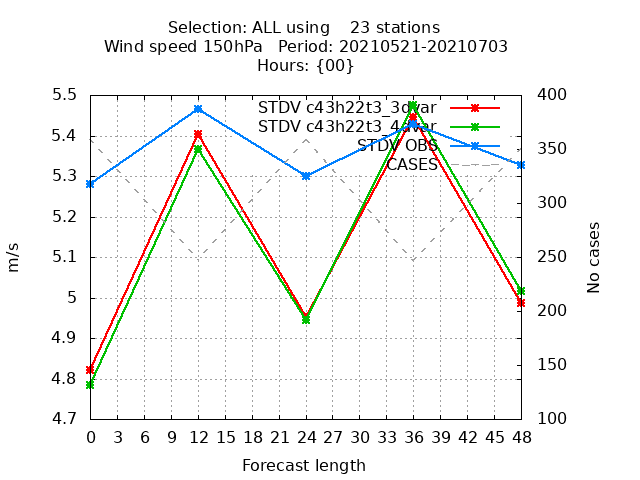 Selection: ALL using    23 stations
Wind speed 150hPa   Period: 20210521-20210703
Hours: {00}
STDV c43h22t3_3dvar
STDV c43h22t3_4dvar
STDV OBS
CASES
5.5
5.4
5.3
5.2
5.1
5
4.9
4.8
4.7
400
350
300
250
200
150
100
m/s
No cases
0 3 6 9 12 15 18 21 24 27 30 33 36 39 42 45 48
Forecast length